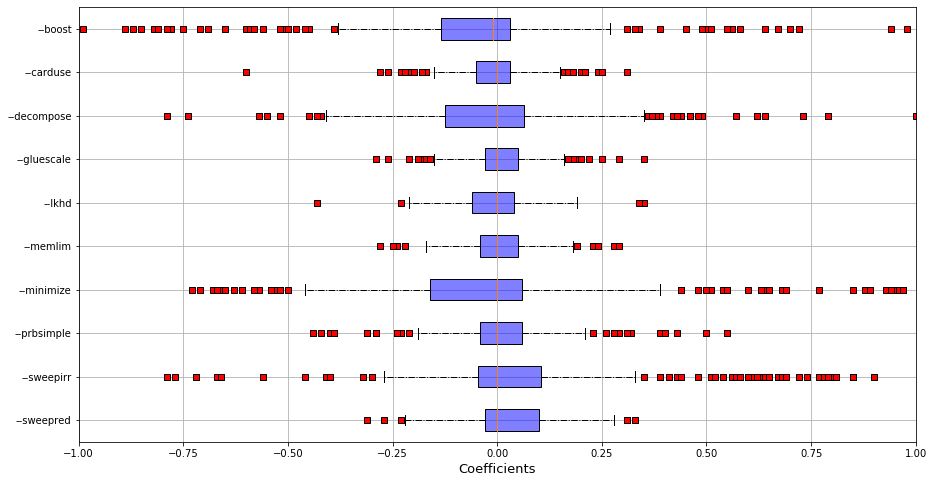 --boost
--carduse
--decompose
--gluescale
--lkhd
--memlim
--minimize
--prbsimple
--sweepirr
--sweepred
−1.00 −0.75 −0.50 −0.25 0.00 0.25 0.50 0.75 1.00
Coefficients